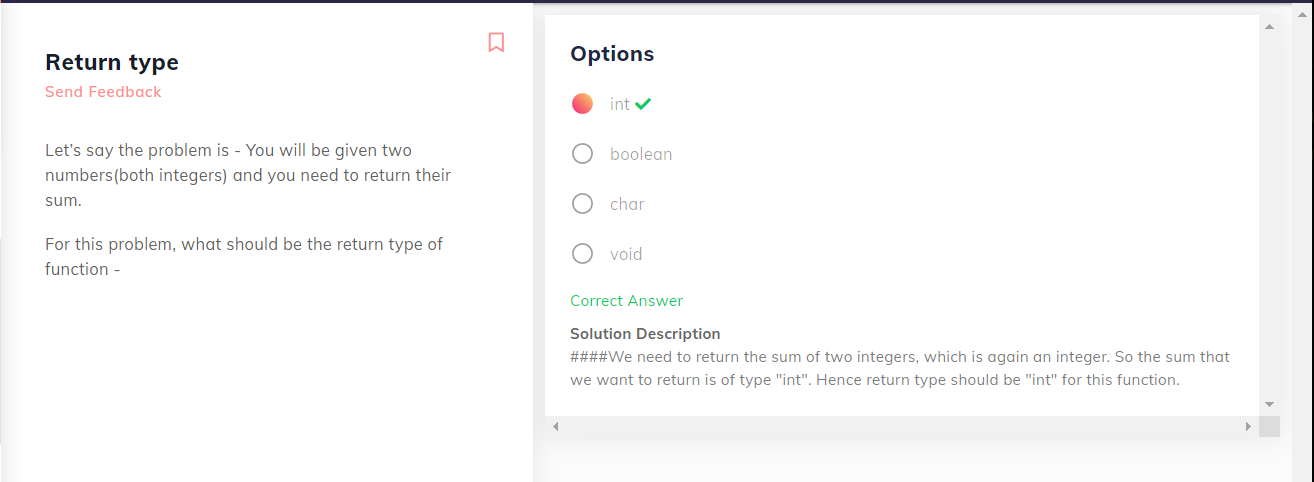 Return type
Send Feedback
Let's say the problem is - You will be given two
numbers(both integers) and you need to return their
sum.
For this problem, what should be the return type of
function -
Options
int
boolean
char
void
Correct Answer
Solution Description
####We need to return the sum of two integers, which is again an integer. So the sum that
we want to return is of type "int". Hence return type should be "int" for this function.